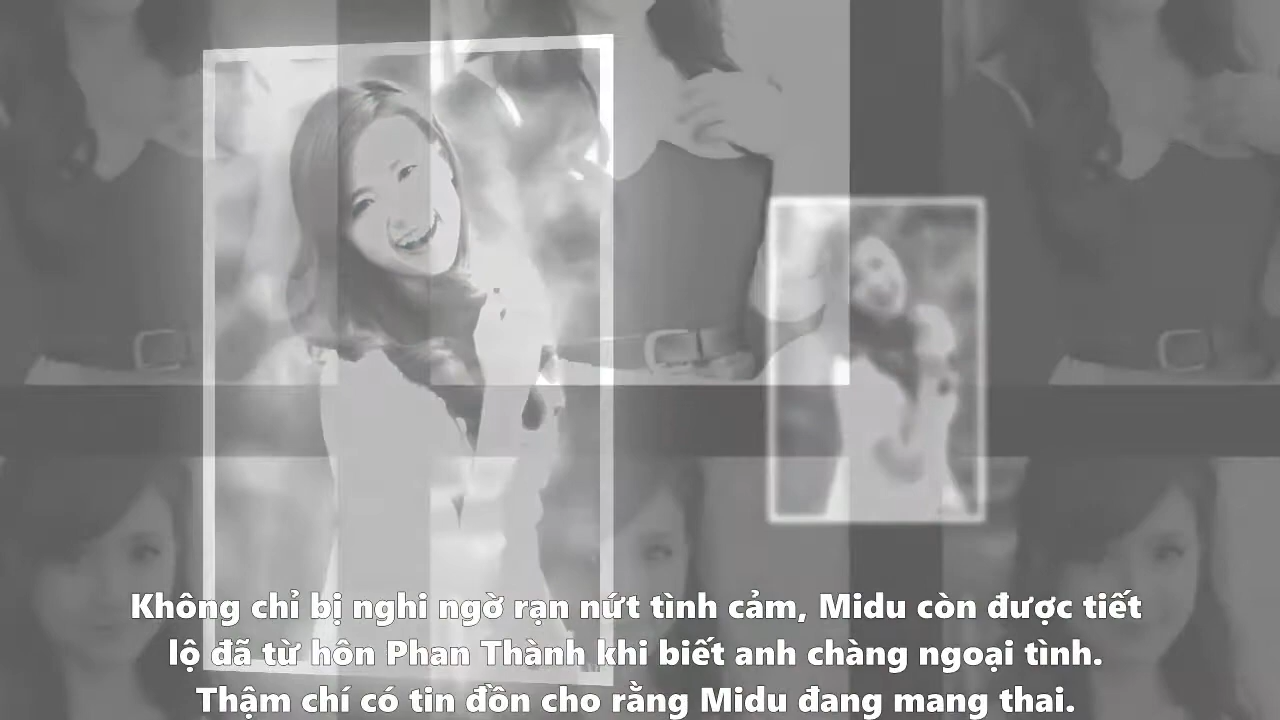 Không chỉ bị nghi ngờ rạn nứt tình cảm, Midu còn được tiết
lộ đã từ hôn Phan Thành khi biết anh chàng ngoại tình.
Thậm chí có tin đồn cho rằng Midu đang mang thai.